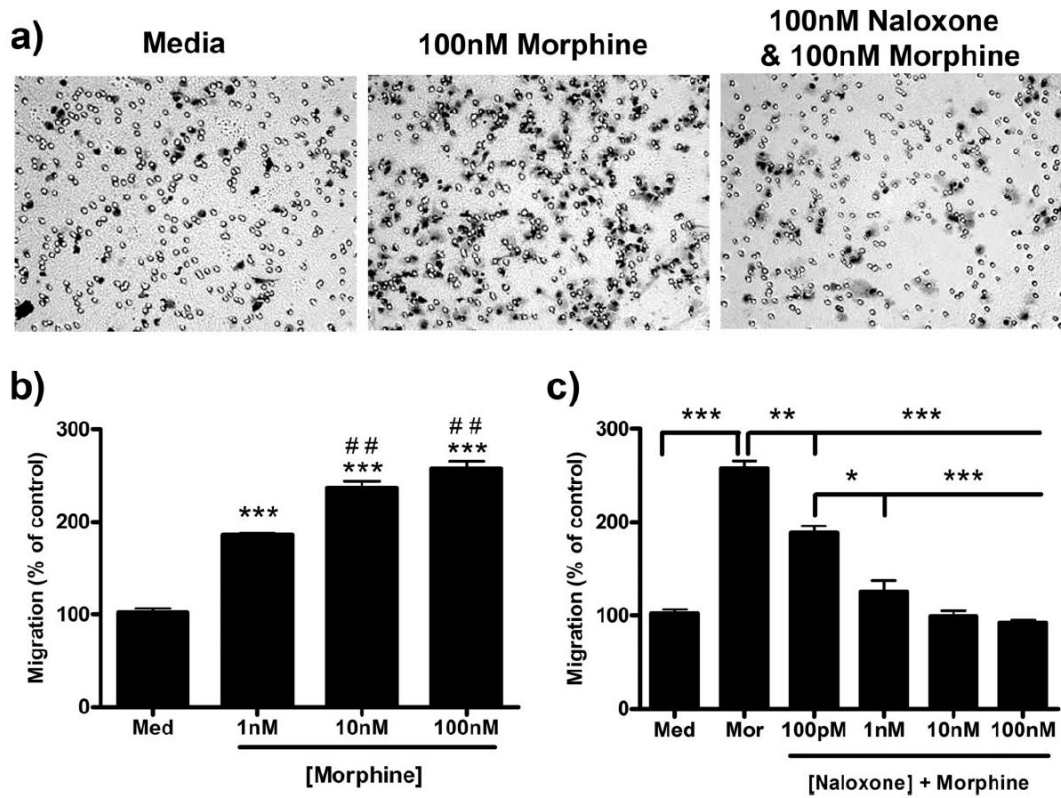 a)
Media
100nM Morphine
100nM Naloxone
& 100nM Morphine
b)
Migration (% of control)
300
200
100
0
***
##
***
##
***
Med
1nM
10nM
100nM
[Morphine]
c)
Migration (% of control)
300
200
100
0
***
**
***
*
***
Med
Mor
100pM
1nM
10nM
100nM
[Naloxone] + Morphine